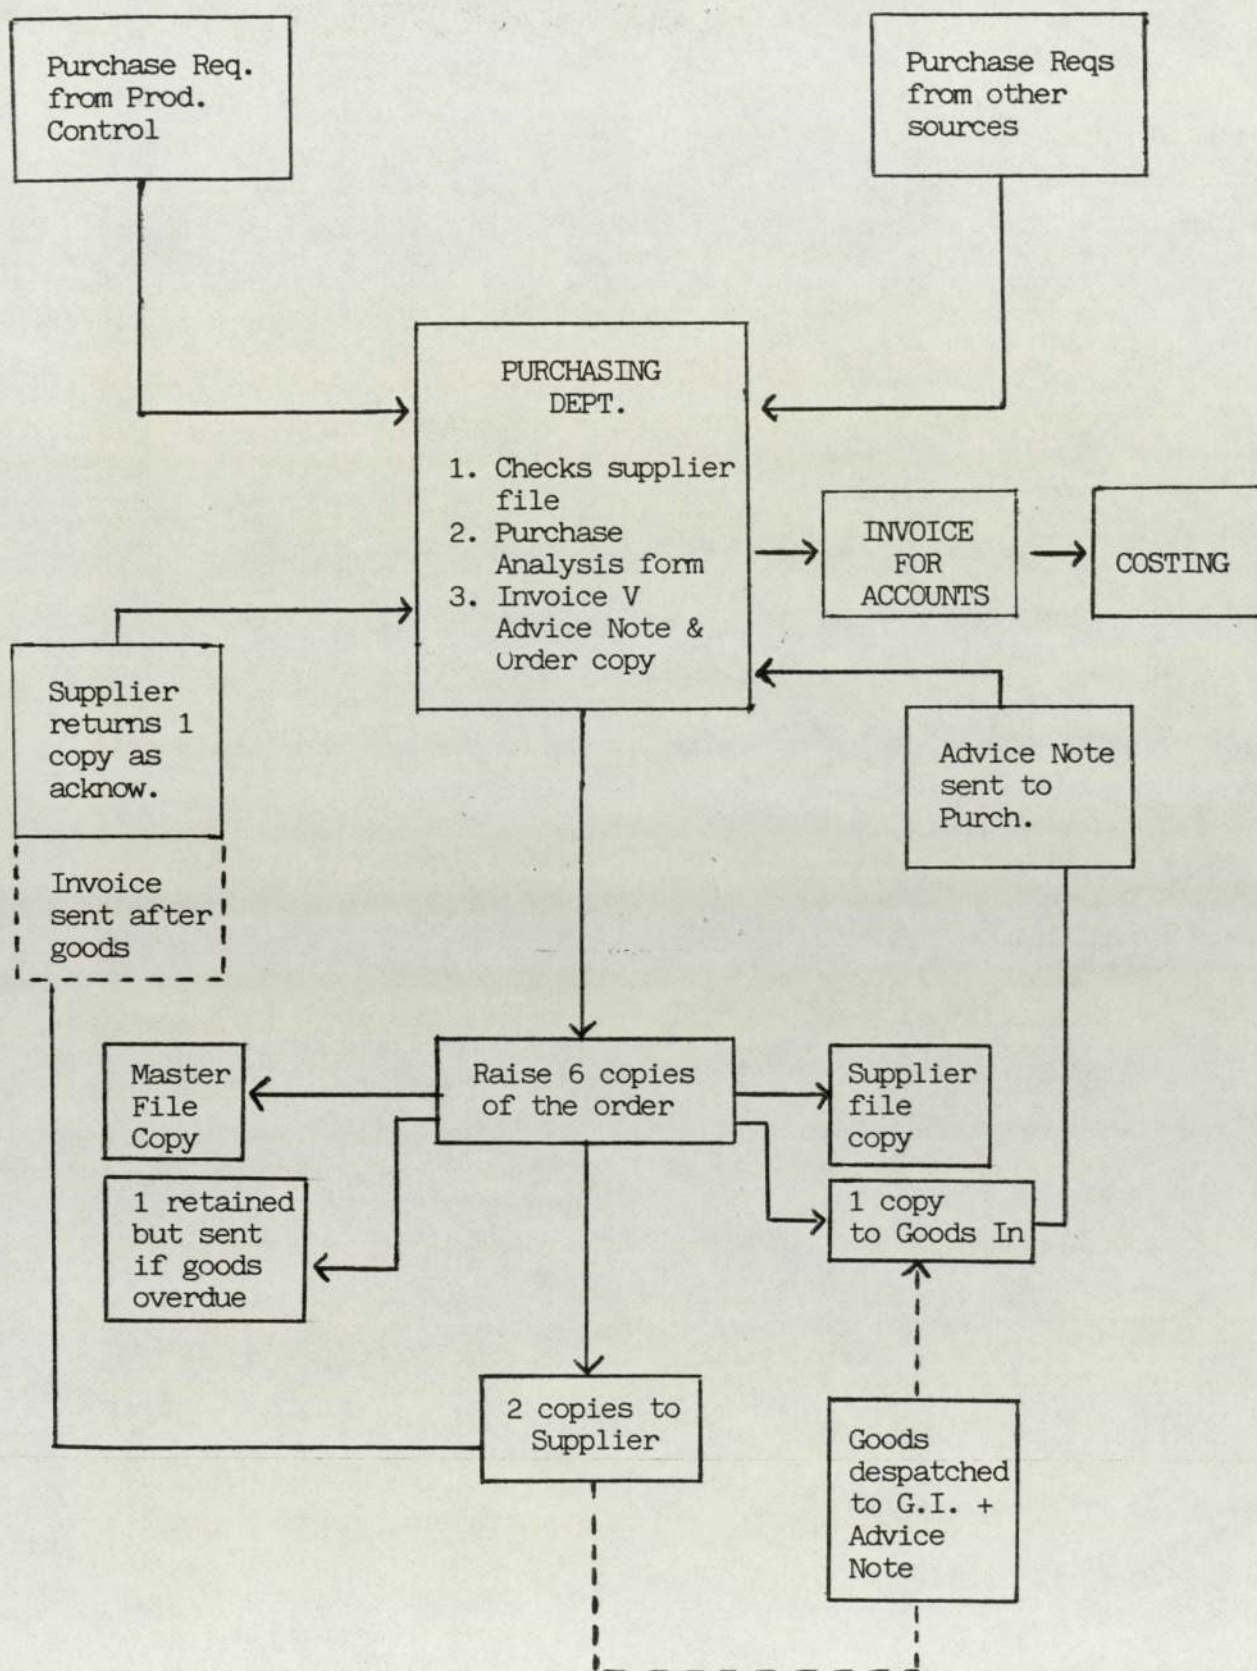 Purchase Req.
from Prod.
Control
Purchase Reqs
from other
sources
PURCHASING
DEPT.
1. Checks supplier
file
2. Purchase
Analysis form
3. Invoice V
Advice Note &
Order copy
INVOICE
FOR
ACCOUNTS
COSTING
Supplier
returns 1
copy as
acknow.
Invoice
sent after
goods
Advice Note
sent to
Purch.
Master
File
Copy
Raise 6 copies
of the order
Supplier
file
copy
1 retained
but sent
if goods
overdue
1 copy
to Goods In
2 copies to
Supplier
Goods
despatched
to G.I. +
Advice
Note